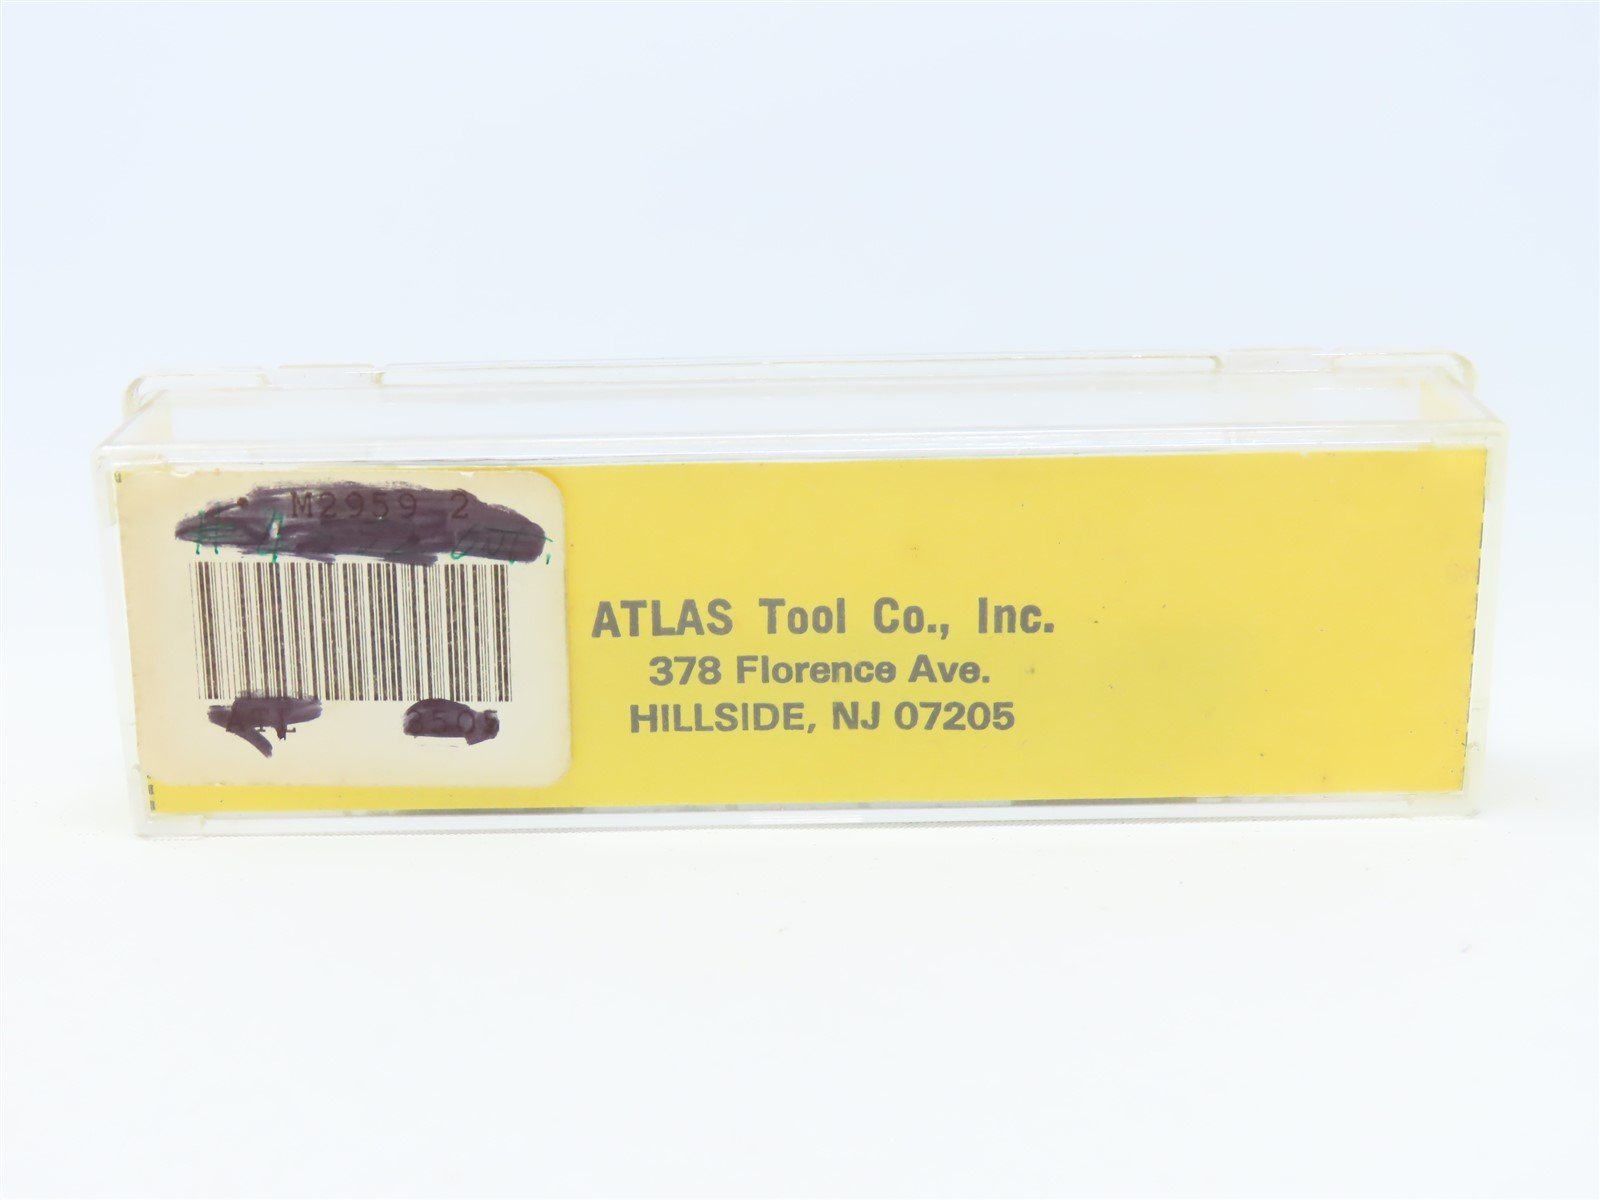 M2959 2
ATLAS Tool Co., Inc.
378 Florence Ave.
HILLSIDE, NJ 07205